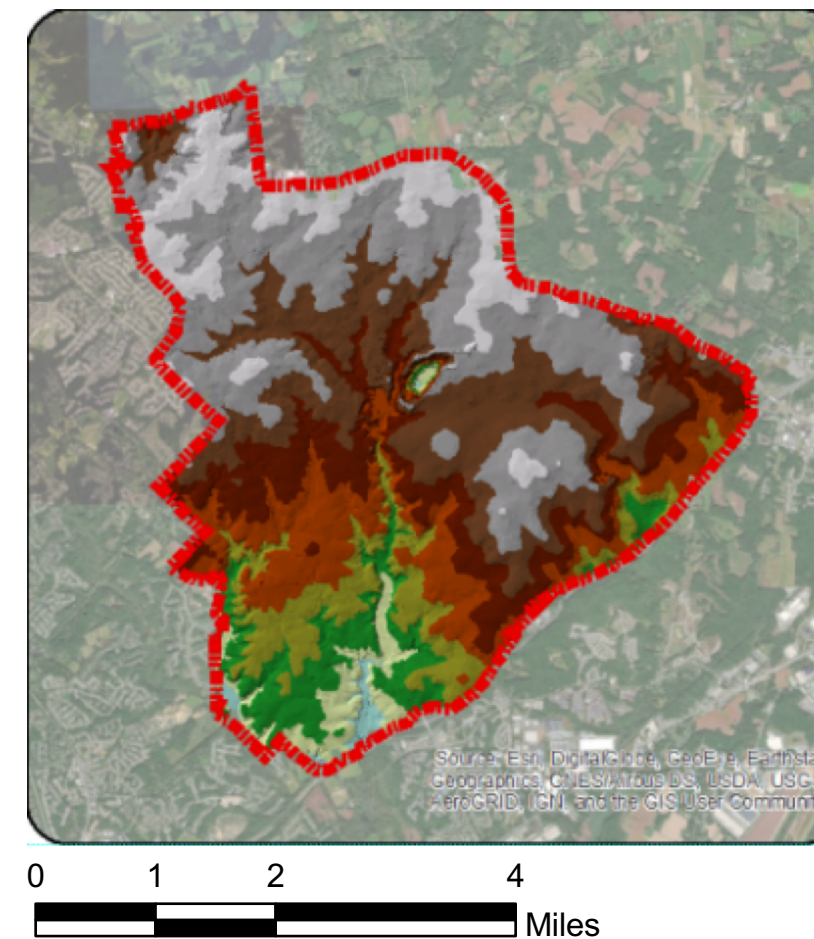 Source: Esri, DigitalGlobe, GeoEye, Earthsta
Geographics, CNES/Airbus DS, USDA, USG
AeroGRID, IGN, and the GIS User Commun
0 1 2 4
Miles